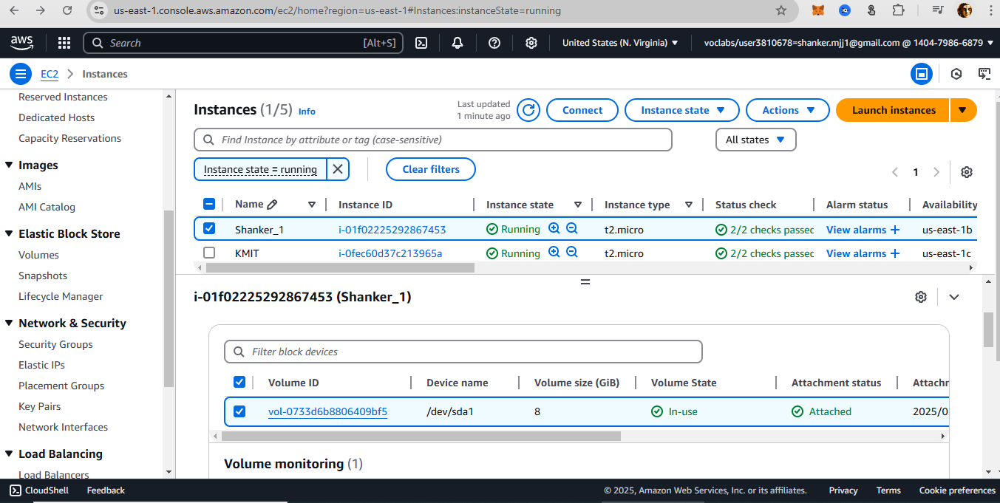 us-east-1.console.aws.amazon.com/ec2/home?region=us-east-1#Instances:instanceState=running
aws
Search [Alt+S]
United States (N. Virginia)
voclabs/user3810678=shanker.mjj1@gmail.com @ 1404-7986-6879
EC2 Instances
Reserved Instances
Dedicated Hosts
Capacity Reservations
Images
AMIs
AMI Catalog
Elastic Block Store
Volumes
Snapshots
Lifecycle Manager
Network & Security
Security Groups
Elastic IPs
Placement Groups
Key Pairs
Network Interfaces
Load Balancing
Load Balancers
Instances (1/5) Info
Last updated
1 minute ago
Connect
Instance state
Actions
Launch instances
Find Instance by attribute or tag (case-sensitive)
All states
Instance state = running
Clear filters
1
Name Instance ID Instance state Instance type Status check Alarm status Availability
Shanker_1 i-01f02225292867453 Running t2.micro 2/2 checks passec View alarms + us-east-1b
KMIT i-0fec60d37c213965a Running t2.micro 2/2 checks passec View alarms + us-east-1c
i-01f02225292867453 (Shanker_1)
Filter block devices
Volume ID Device name Volume size (GiB) Volume State Attachment status Attachr
vol-0733d6b8806409bf5 /dev/sda1 8 In-use Attached 2025/0
Volume monitoring (1)
CloudShell Feedback
© 2025, Amazon Web Services, Inc. or its affiliates. Privacy Terms Cookie preferences